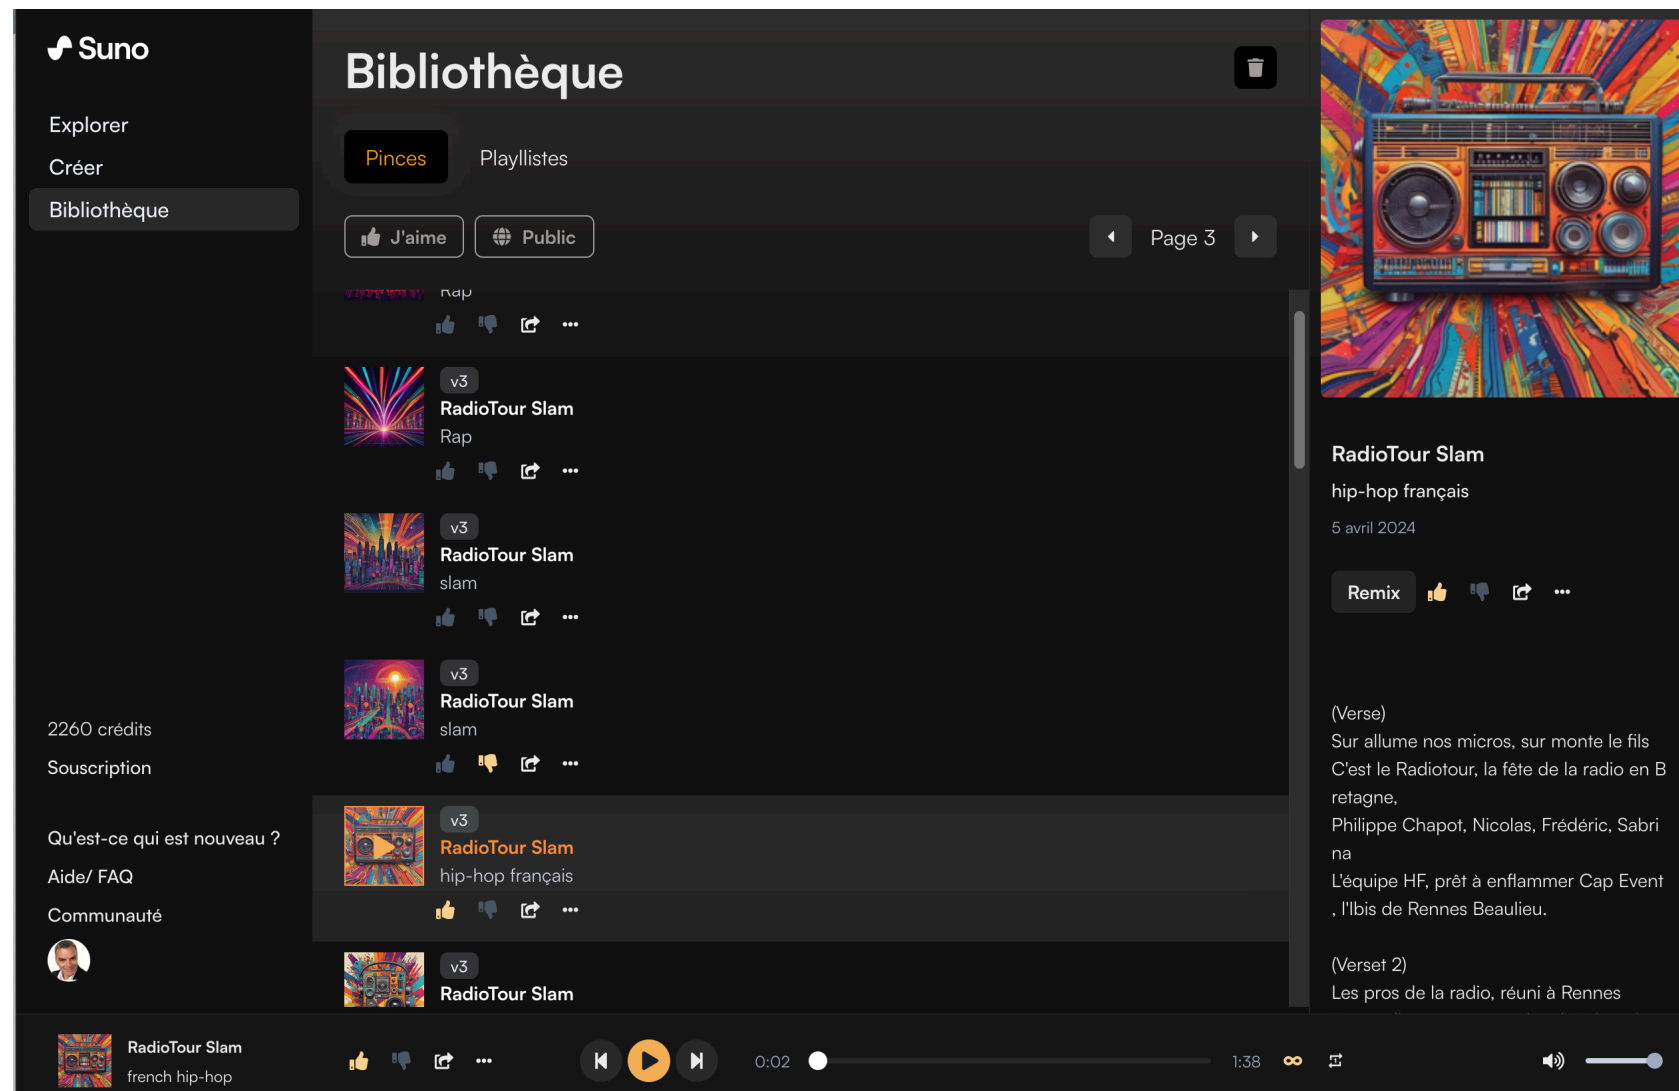 Suno
Explorer
Créer
Bibliothèque
2260 crédits
Souscription
Qu'est-ce qui est nouveau ?
Aide/ FAQ
Communauté
Bibliothèque
Pinces
Playllistes
J'aime
Public
Page 3
Rap
v3
RadioTour Slam
Rap
v3
RadioTour Slam
slam
v3
RadioTour Slam
slam
v3
RadioTour Slam
hip-hop français
v3
RadioTour Slam
RadioTour Slam
hip-hop français
5 avril 2024
Remix
(Verse)
Sur allume nos micros, sur monte le fils
C'est le Radiotour, la fête de la radio en B
retagne,
Philippe Chapot, Nicolas, Frédéric, Sabri
na
L'équipe HF, prêt à enflammer Cap Event
, l'Ibis de Rennes Beaulieu.
(Verset 2)
Les pros de la radio, réuni à Rennes
RadioTour Slam
french hip-hop
0:02
1:38